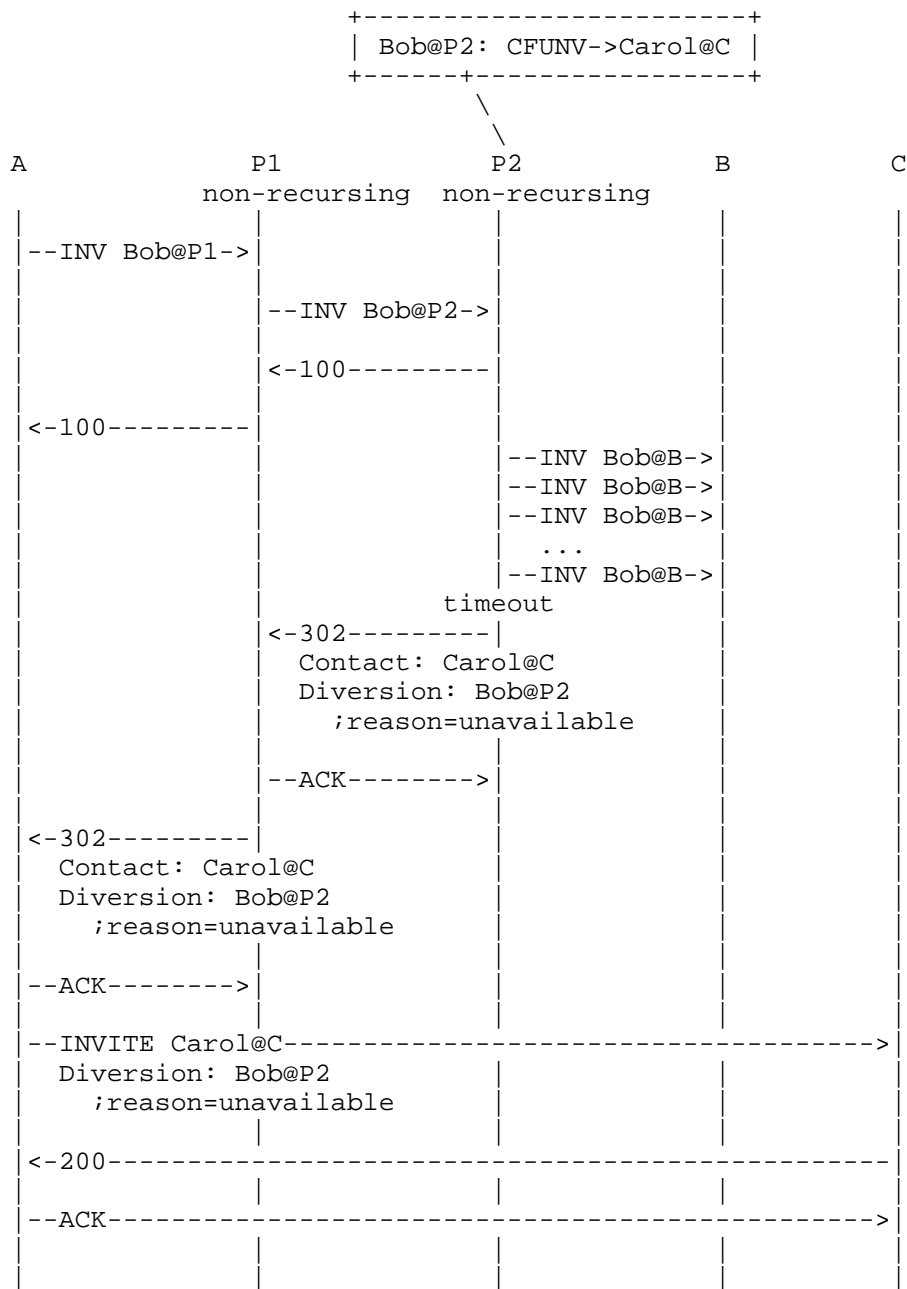 Bob@P2: CFUNV->Carol@C
A P1 P2 B C
non-recursing non-recursing
--INV Bob@P1->
--INV Bob@P2->
<-100---------
<-100---------
--INV Bob@B->
--INV Bob@B->
--INV Bob@B->
...
--INV Bob@B->
timeout
<-302---------
Contact: Carol@C
Diversion: Bob@P2
;reason=unavailable
--ACK-------->
<-302---------
Contact: Carol@C
Diversion: Bob@P2
;reason=unavailable
--ACK-------->
--INVITE Carol@C------------------------------------->
Diversion: Bob@P2
;reason=unavailable
<-200-------------------------------------------------
--ACK------------------------------------------------>